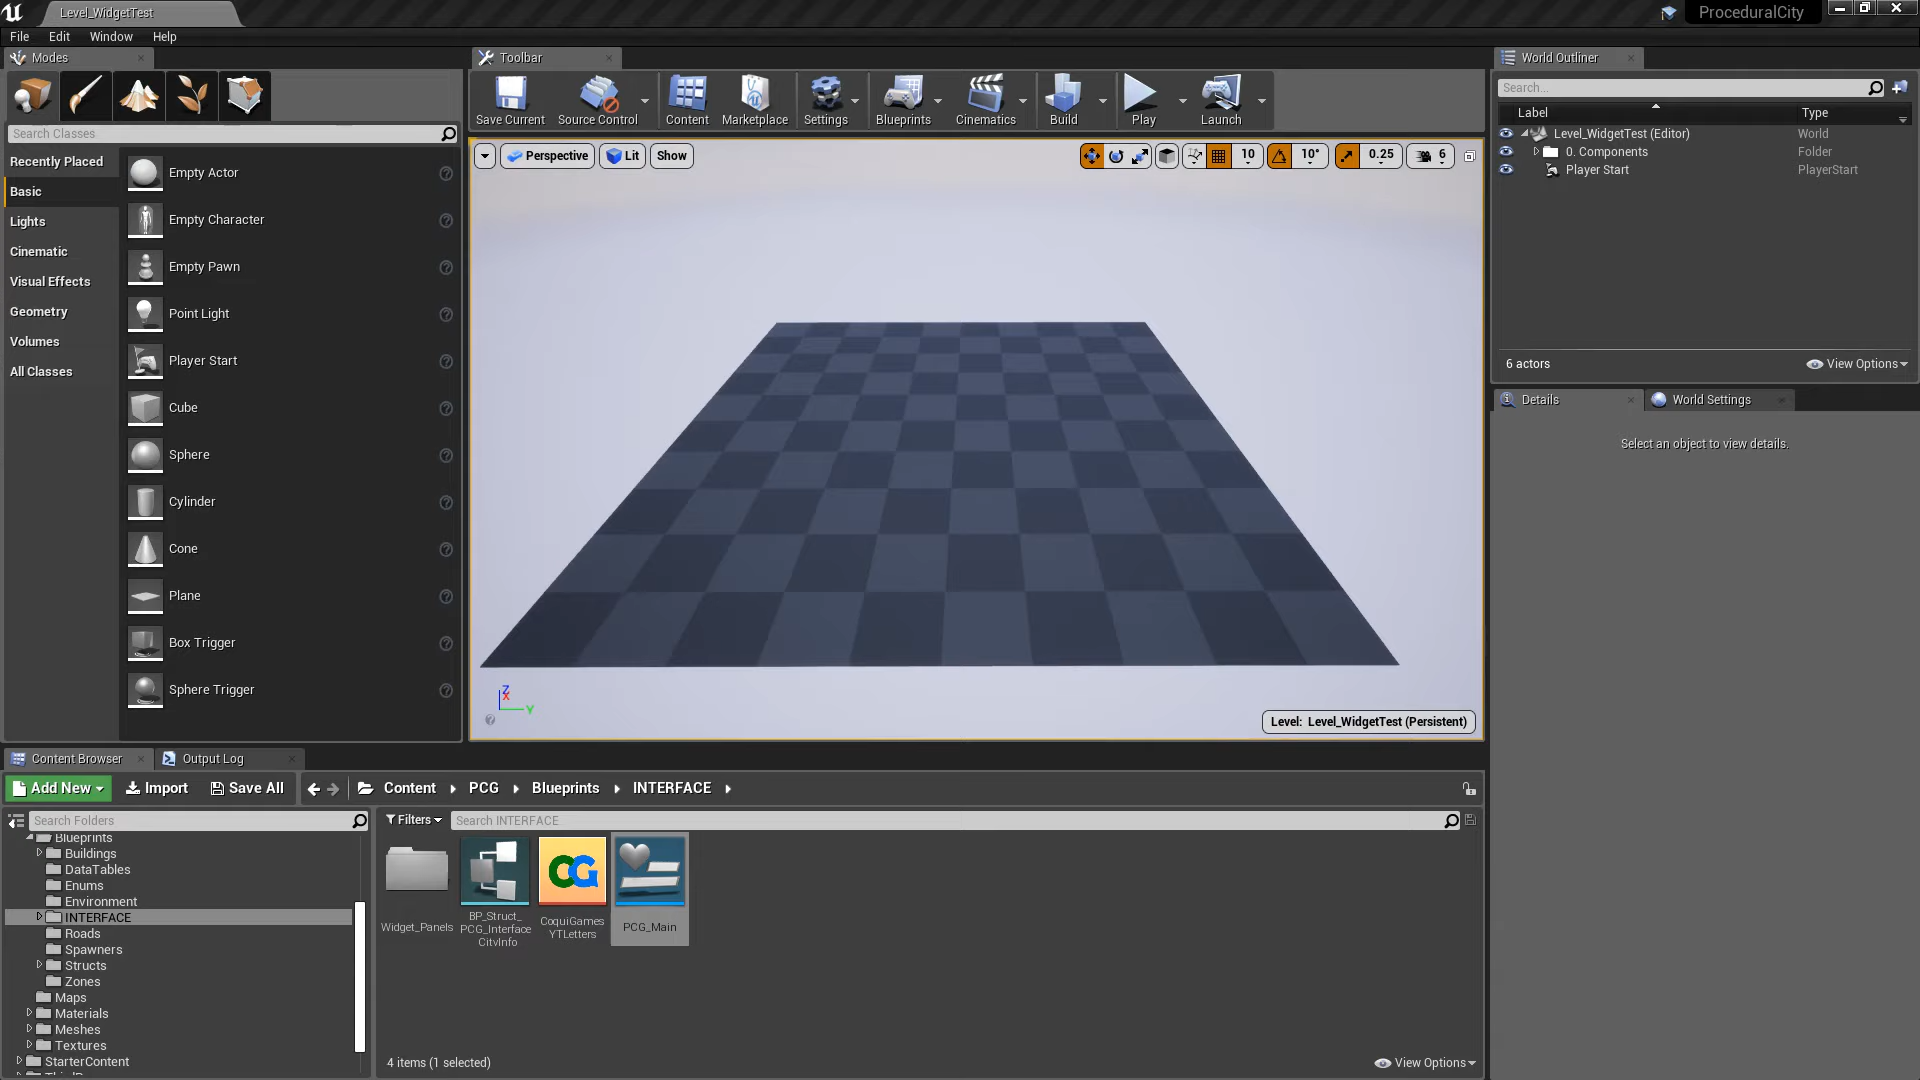 Level_WidgetTest
ProceduralCity
File Edit Window Help
Modes
Search Classes
Recently Placed
Basic
Lights
Cinematic
Visual Effects
Geometry
Volumes
All Classes
Empty Actor
Empty Character
Empty Pawn
Point Light
Player Start
Cube
Sphere
Cylinder
Cone
Plane
Box Trigger
Sphere Trigger
Toolbar
Save Current Source Control Content Marketplace Settings Blueprints Cinematics Build Play Launch
Perspective Lit Show
10 10° 0.25 6
Z
X
Y
Level: Level_WidgetTest (Persistent)
World Outliner
Search...
Label Type
Level_WidgetTest (Editor) World
0. Components Folder
Player Start PlayerStart
6 actors View Options
Details World Settings
Select an object to view details.
Content Browser Output Log
Add New Import Save All Content PCG Blueprints INTERFACE
Search Folders
Blueprints
Buildings
DataTables
Enums
Environment
INTERFACE
Roads
Spawners
Structs
Zones
Maps
Materials
Meshes
Textures
StarterContent
Filters Search INTERFACE
Widget_Panels
BP_Struct_
PCG_Interface
CityInfo
CG
CoquiGames
YTLetters
PCG_Main
4 items (1 selected) View Options